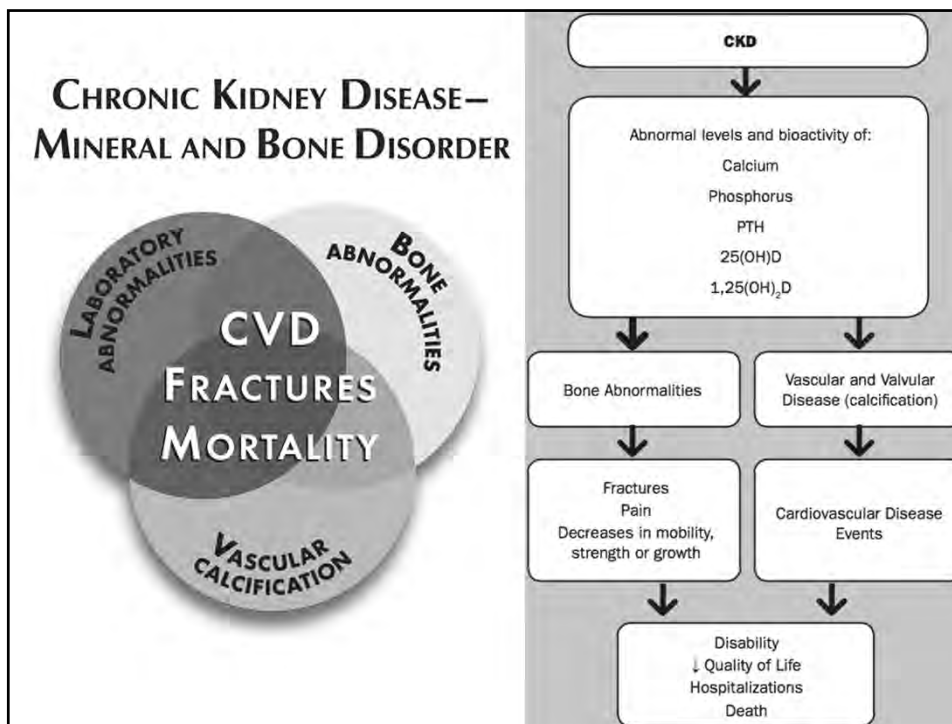 CHRONIC KIDNEY DISEASE–
MINERAL AND BONE DISORDER
LABORATORY
ABNORMALITIES
BONE
ABNORMALITIES
CVD
FRACTURES
MORTALITY
VASCULAR
CALCIFICATION
CKD
Abnormal levels and bioactivity of:
Calcium
Phosphorus
PTH
25(OH)D
1,25(OH)₂D
Bone Abnormalities
Vascular and Valvular
Disease (calcification)
Fractures
Pain
Decreases in mobility,
strength or growth
Cardiovascular Disease
Events
Disability
↓ Quality of Life
Hospitalizations
Death